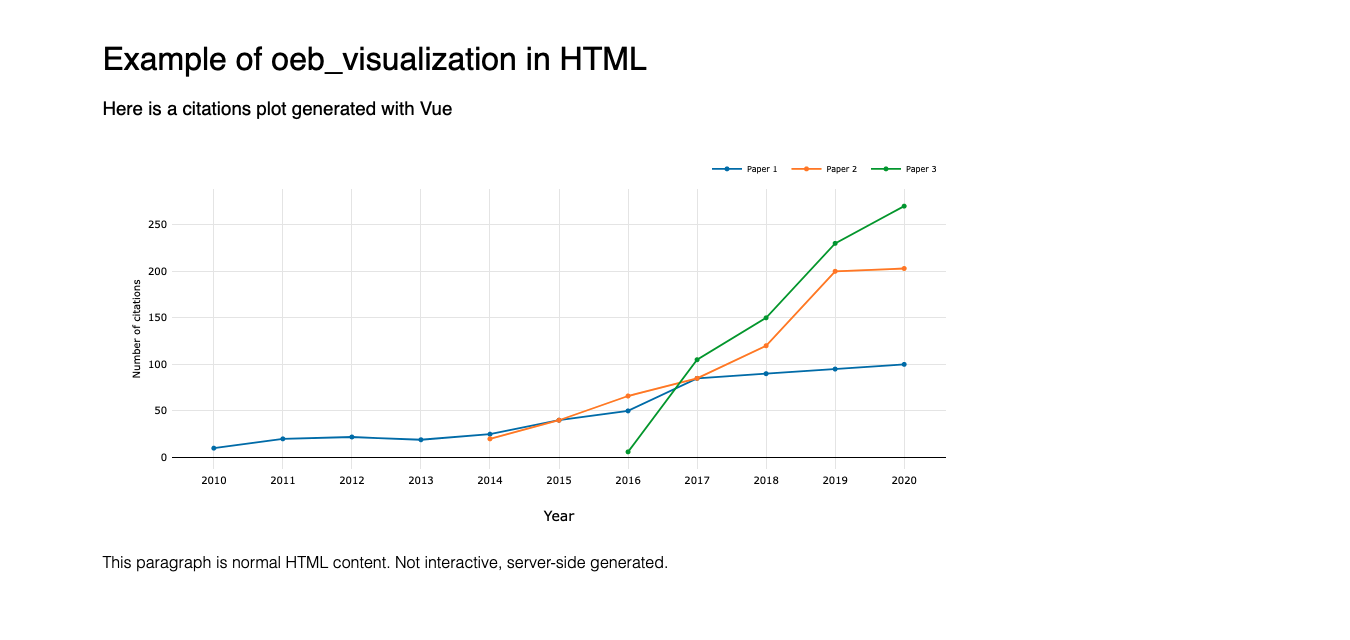 Example of oeb_visualization in HTML
Here is a citations plot generated with Vue
Paper 1 Paper 2 Paper 3
250
200
150
100
50
0
Number of citations
2010 2011 2012 2013 2014 2015 2016 2017 2018 2019 2020
Year
This paragraph is normal HTML content. Not interactive, server-side generated.